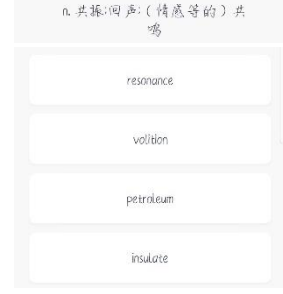 n. 共振;回声;(情感等的)共
鸣
resonance
volition
petroleum
insulate